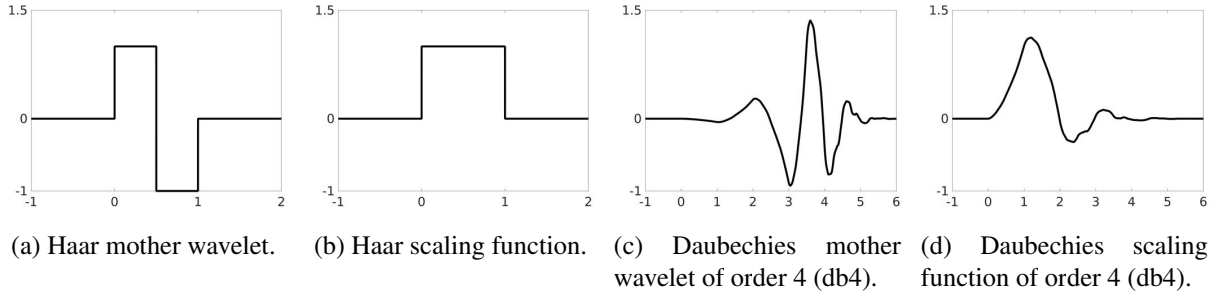 1.5
0
-1
-1 0 1 2
1.5
0
-1
-1 0 1 2
1.5
0
-1
-1 0 1 2 3 4 5 6
1.5
0
-1
-1 0 1 2 3 4 5 6
(a) Haar mother wavelet.
(b) Haar scaling function.
(c) Daubechies mother
wavelet of order 4 (db4).
(d) Daubechies scaling
function of order 4 (db4).